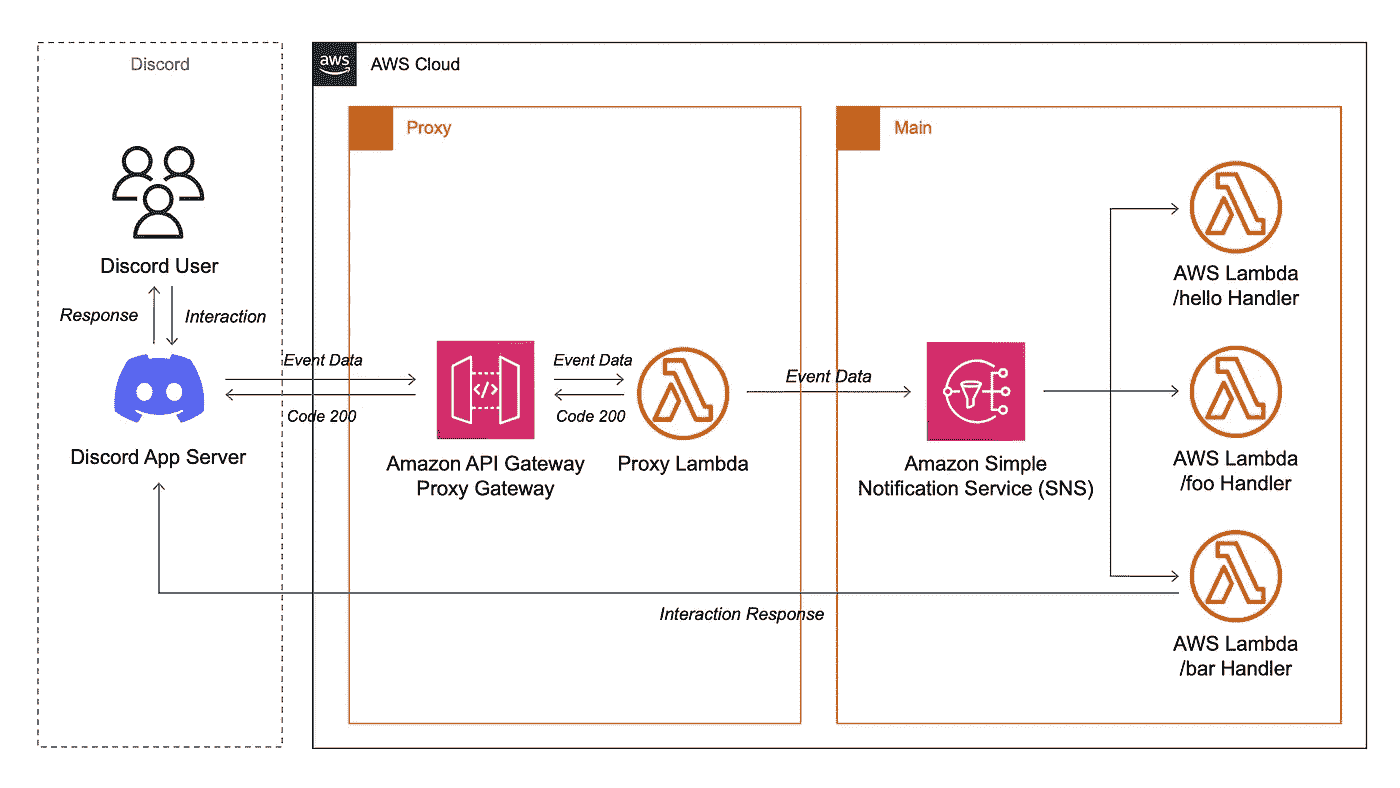 Discord
aws
AWS Cloud
Proxy
Main
Discord User
Response
Interaction
Event Data
Code 200
Discord App Server
Amazon API Gateway
Proxy Gateway
Event Data
Code 200
Proxy Lambda
Event Data
Amazon Simple
Notification Service (SNS)
AWS Lambda
/hello Handler
AWS Lambda
/foo Handler
AWS Lambda
/bar Handler
Interaction Response